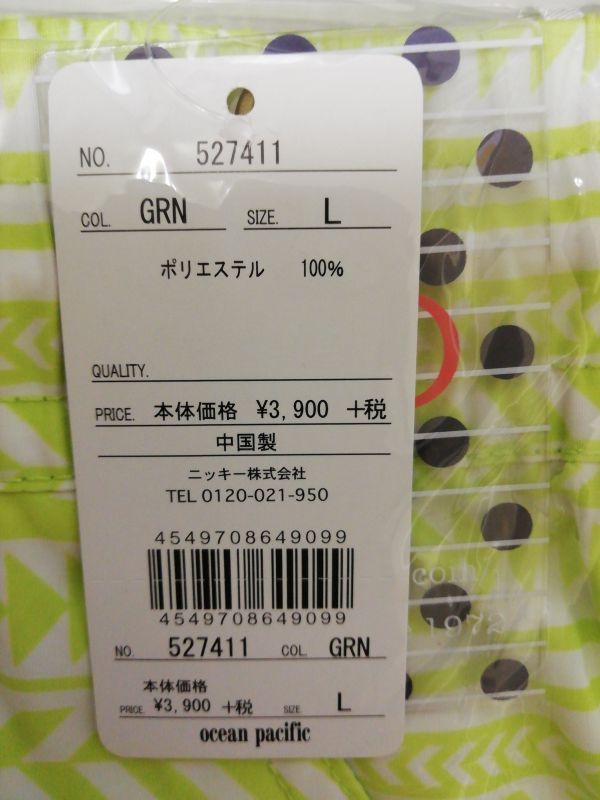 NO. 527411
COL. GRN SIZE. L
ポリエステル 100%
QUALITY.
PRICE. 本体価格 ¥3,900 +税
中国製
ニッキー株式会社
TEL 0120-021-950
4549708649099
4549708649099
NO. 527411 COL. GRN
本体価格
PRICE. ¥3,900 +税 SIZE. L
ocean pacific
com
1972